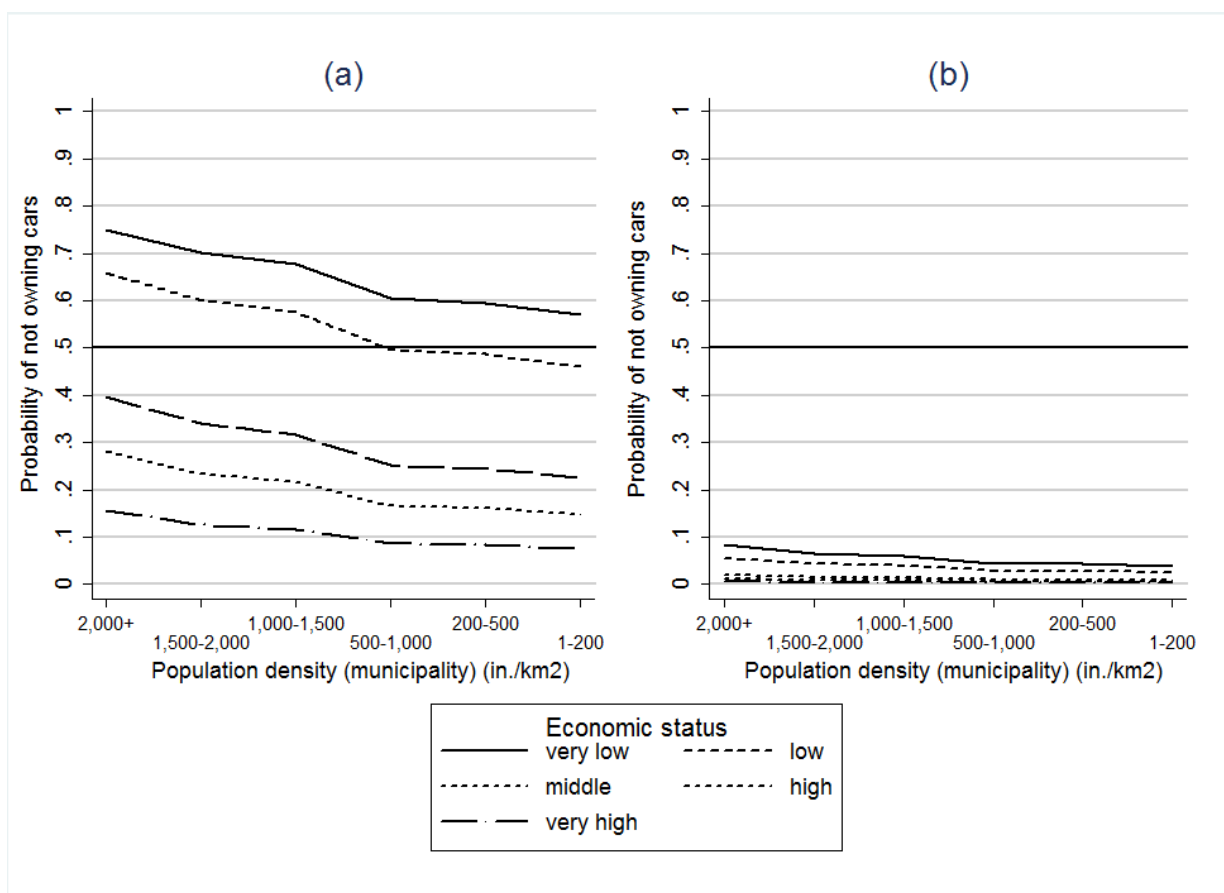 (a)
Probability of not owning cars
1
.9
.8
.7
.6
.5
.4
.3
.2
.1
0
2,000+
1,500-2,000
1,000-1,500
500-1,000
200-500
1-200
Population density (municipality) (in./km2)
(b)
Probability of not owning cars
1
.9
.8
.7
.6
.5
.4
.3
.2
.1
0
2,000+
1,500-2,000
1,000-1,500
500-1,000
200-500
1-200
Population density (municipality) (in./km2)
Economic status
very low
low
middle
high
very high